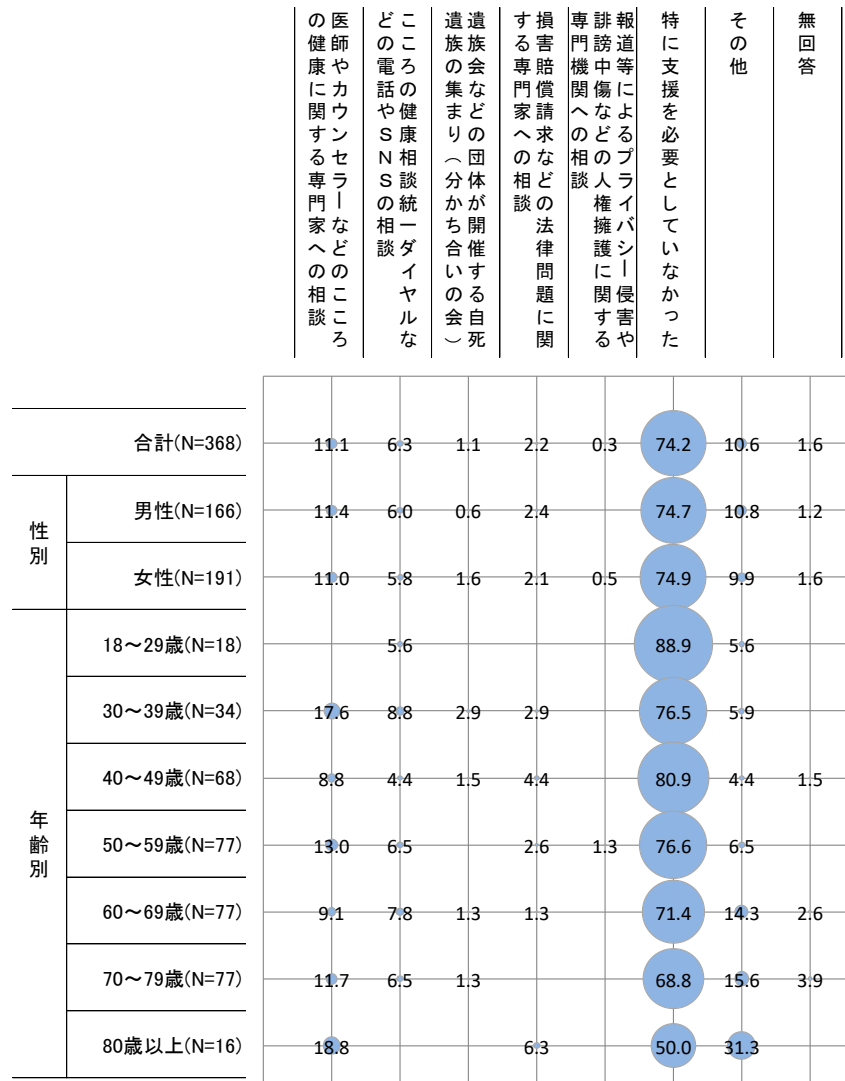 医師やカウンセラーなどのこころ
の健康に関する専門家への相談
こころの健康相談統一ダイヤルな
どの電話やＳＮＳの相談
遺族会などの団体が開催する自死
遺族の集まり（分かち合いの会）
損害賠償請求などの法律問題に関
する専門家への相談
報道等によるプライバシー侵害や
誹謗中傷などの人権擁護に関する
専門機関への相談
特に支援を必要としていなかった
その他
無回答
合計(N=368) 11.1 6.3 1.1 2.2 0.3 74.2 10.6 1.6
性別
男性(N=166) 11.4 6.0 0.6 2.4 74.7 10.8 1.2
女性(N=191) 11.0 5.8 1.6 2.1 0.5 74.9 9.9 1.6
年齢別
18～29歳(N=18) 5.6 88.9 5.6
30～39歳(N=34) 17.6 8.8 2.9 2.9 76.5 5.9
40～49歳(N=68) 8.8 4.4 1.5 4.4 80.9 4.4 1.5
50～59歳(N=77) 13.0 6.5 2.6 1.3 76.6 6.5
60～69歳(N=77) 9.1 7.8 1.3 1.3 71.4 14.3 2.6
70～79歳(N=77) 11.7 6.5 1.3 68.8 15.6 3.9
80歳以上(N=16) 18.8 6.3 50.0 31.3